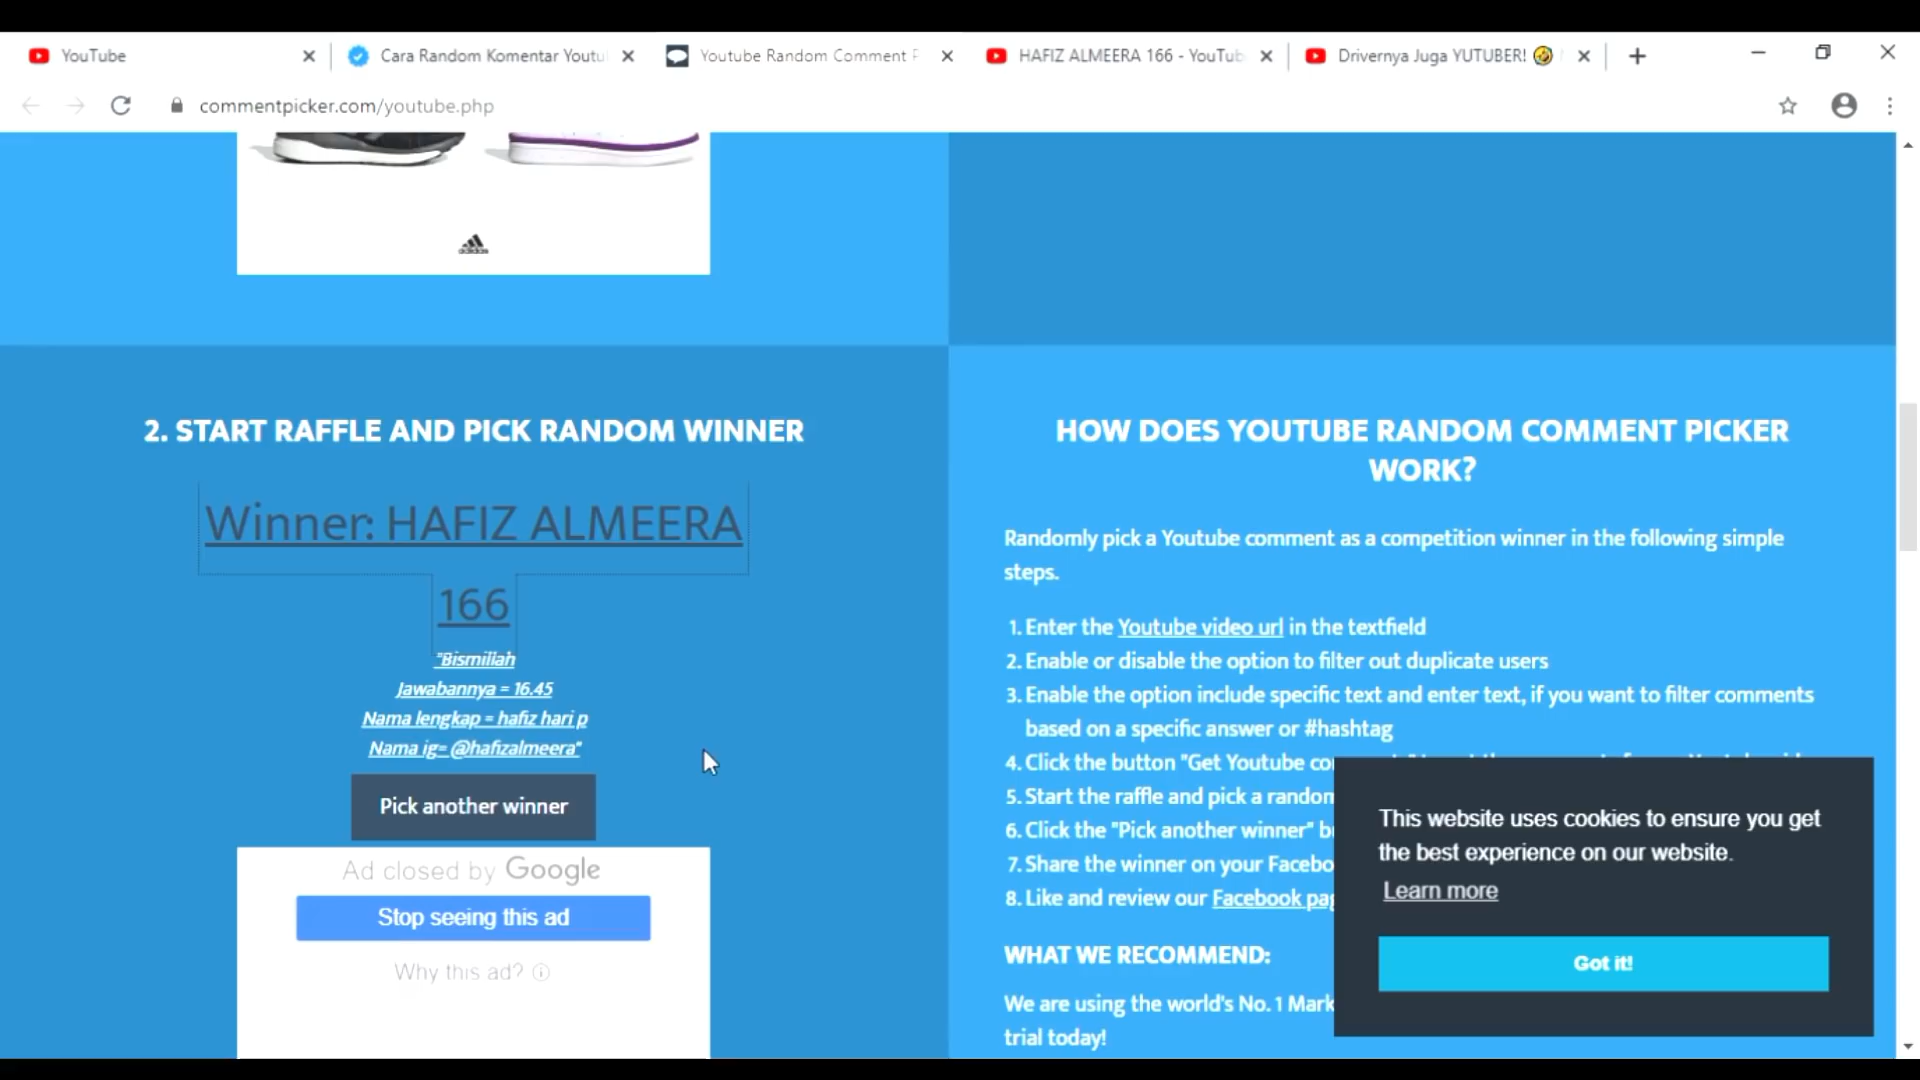 YouTube
Cara Random Komentar Youtu
Youtube Random Comment P
HAFIZ ALMEERA 166 - YouTub
Drivernya Juga YUTUBER! 🤣
commentpicker.com/youtube.php
adidas
2. START RAFFLE AND PICK RANDOM WINNER
Winner: HAFIZ ALMEERA
166
"Bismillah
Jawabannya = 16.45
Nama lengkap = hafiz hari p
Nama ig= @hafizalmeera"
Pick another winner
Ad closed by Google
Stop seeing this ad
Why this ad?
HOW DOES YOUTUBE RANDOM COMMENT PICKER
WORK?
Randomly pick a Youtube comment as a competition winner in the following simple
steps.
1. Enter the Youtube video url in the textfield
2. Enable or disable the option to filter out duplicate users
3. Enable the option include specific text and enter text, if you want to filter comments
based on a specific answer or #hashtag
4. Click the button "Get Youtube co
5. Start the raffle and pick a random
6. Click the "Pick another winner" b
7. Share the winner on your Facebo
8. Like and review our Facebook pag
WHAT WE RECOMMEND:
We are using the world's No. 1 Mark
trial today!
This website uses cookies to ensure you get
the best experience on our website.
Learn more
Got it!